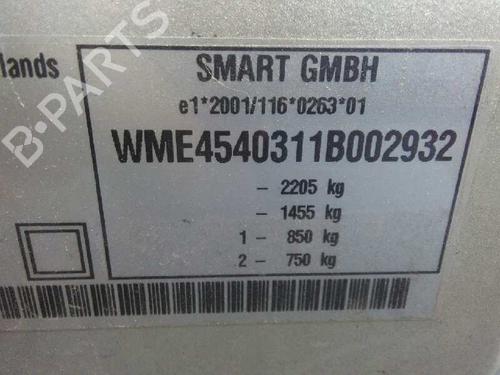 lands
SMART GMBH
e1*2001/116*0263*01
WME4540311B002932
- 2205 kg
- 1455 kg
1 - 850 kg
2 - 750 kg
B-PARTS